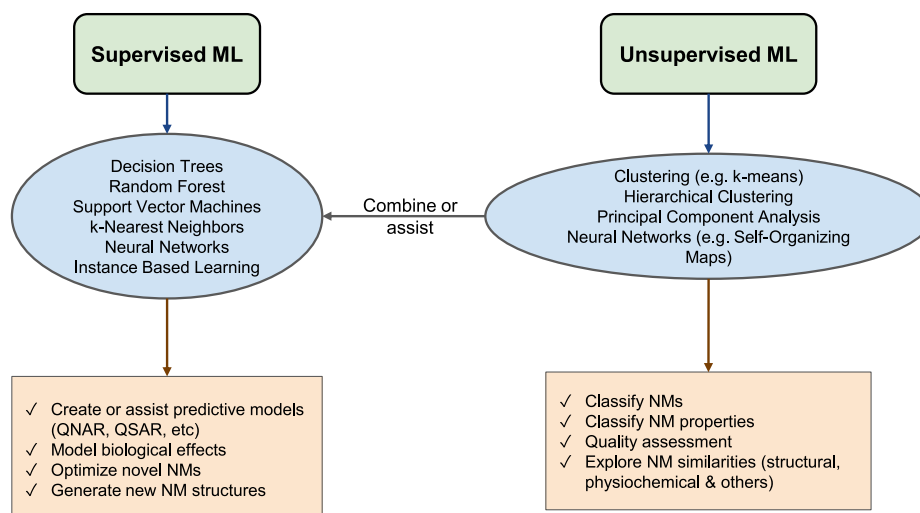 Supervised ML
Unsupervised ML
Decision Trees
Random Forest
Support Vector Machines
k-Nearest Neighbors
Neural Networks
Instance Based Learning
Combine or
assist
Clustering (e.g. k-means)
Hierarchical Clustering
Principal Component Analysis
Neural Networks (e.g. Self-Organizing
Maps)
✓ Create or assist predictive models
(QNAR, QSAR, etc)
✓ Model biological effects
✓ Optimize novel NMs
✓ Generate new NM structures
✓ Classify NMs
✓ Classify NM properties
✓ Quality assessment
✓ Explore NM similarities (structural,
physiochemical & others)